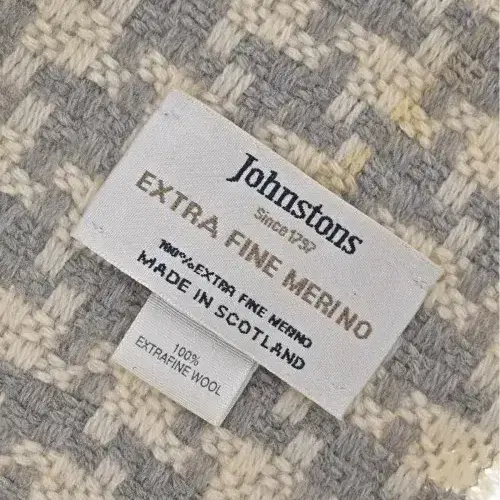 Johnstons
Since 1797
EXTRA FINE MERINO
100% EXTRA FINE MERINO
MADE IN SCOTLAND
100%
EXTRAFINE WOOL